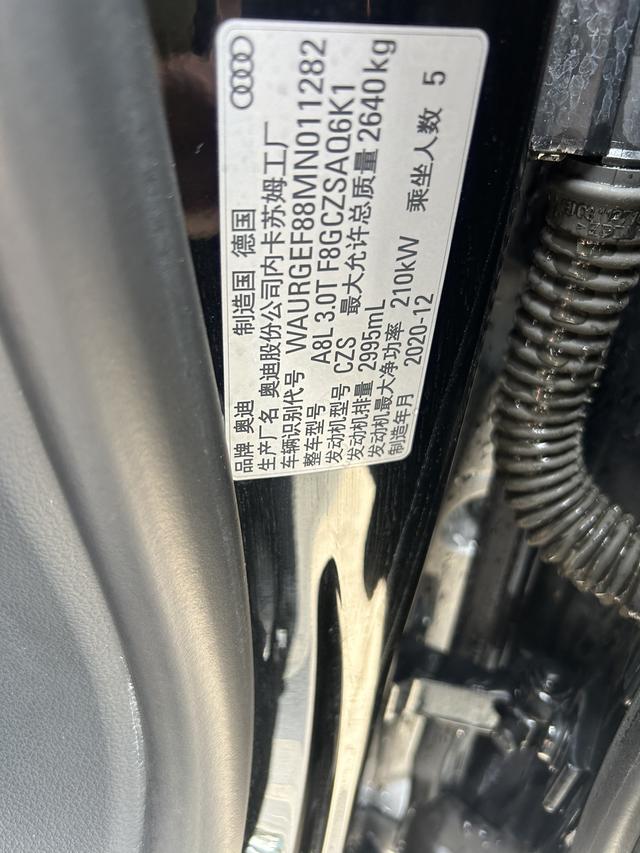 品牌 奥迪 制造国 德国
生产厂名 奥迪股份公司内卡苏姆工厂
车辆识别代号 WAURGEF88MN011282
整车型号 A8L 3.0T F8GCZSAQ6K1
发动机型号 CZS 最大允许总质量 2640kg
发动机排量 2995mL
发动机最大净功率 210kW 乘坐人数 5
制造年月 2020-12